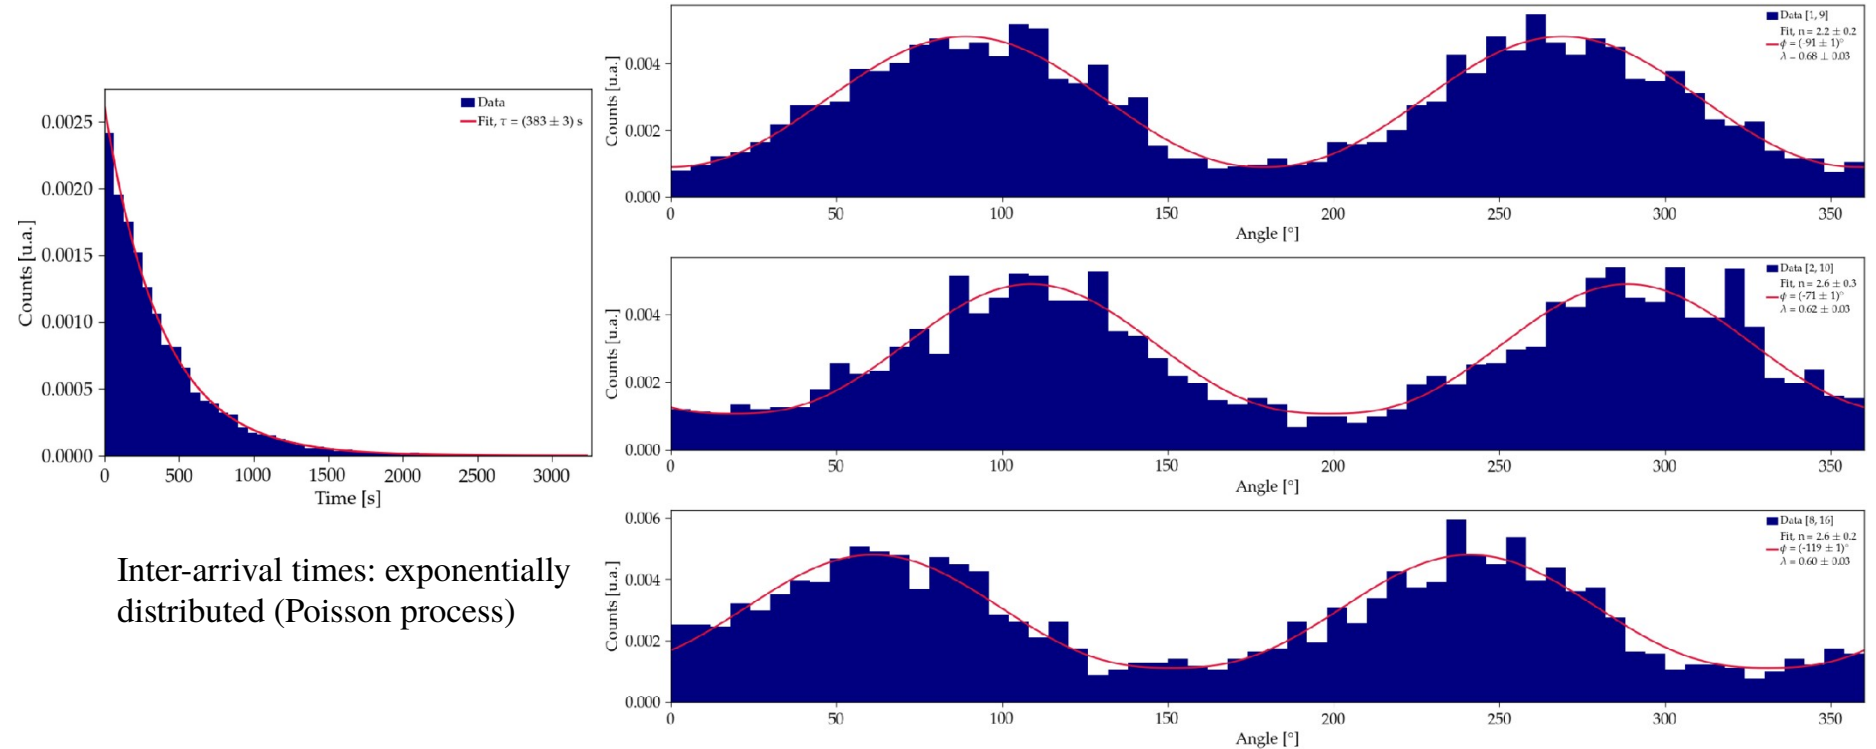 Data
Fit, τ = (383 ± 3) s
Counts [u.a.]
0.0025
0.0020
0.0015
0.0010
0.0005
0.0000
0 500 1000 1500 2000 2500 3000
Time [s]
Inter-arrival times: exponentially
distributed (Poisson process)
Data [1, 9]
Fit, n = 2.2 ± 0.2
ϕ = (-91 ± 1)°
λ = 0.68 ± 0.03
Counts [u.a.]
0.004
0.002
0.000
0 50 100 150 200 250 300 350
Angle [°]
Data [2, 10]
Fit, n = 2.6 ± 0.3
ϕ = (-71 ± 1)°
λ = 0.62 ± 0.03
Counts [u.a.]
0.004
0.002
0.000
0 50 100 150 200 250 300 350
Angle [°]
Data [8, 16]
Fit, n = 2.6 ± 0.2
ϕ = (-119 ± 1)°
λ = 0.60 ± 0.03
Counts [u.a.]
0.006
0.004
0.002
0.000
0 50 100 150 200 250 300 350
Angle [°]